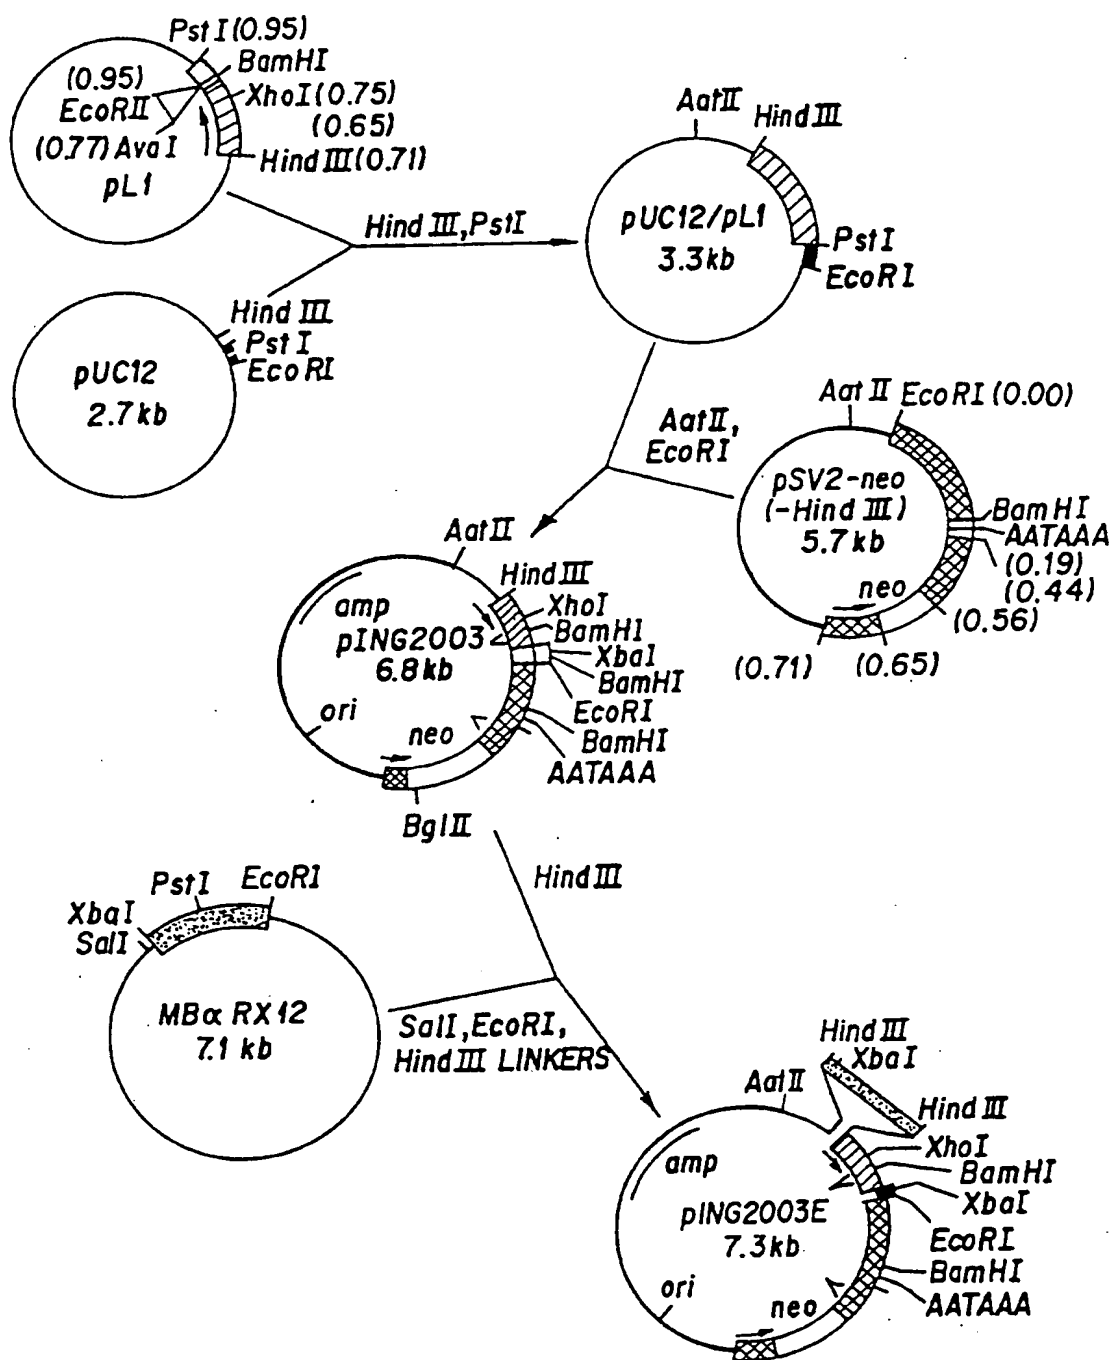 PstI (0.95)
BamHI
(0.95)
EcoRII
XhoI (0.75)
(0.65)
(0.77) AvaI
HindIII (0.71)
pL1
HindIII, PstI
AatII
HindIII
pUC12/pL1
3.3kb
PstI
EcoRI
HindIII
PstI
EcoRI
pUC12
2.7kb
AatII,
EcoRI
AatII
EcoRI (0.00)
pSV2-neo
(-HindIII)
5.7kb
BamHI
AATAAA
(0.19)
(0.44)
neo
(0.56)
(0.71)
(0.65)
AatII
HindIII
amp
XhoI
pING2003
BamHI
6.8kb
XbaI
BamHI
ori
EcoRI
neo
BamHI
AATAAA
BglII
HindIII
PstI
EcoRI
XbaI
SalI
MBα RX12
7.1 kb
SalI, EcoRI,
HindIII LINKERS
HindIII
XbaI
AatII
HindIII
XhoI
amp
BamHI
XbaI
pING2003E
7.3kb
EcoRI
BamHI
ori
neo
AATAAA